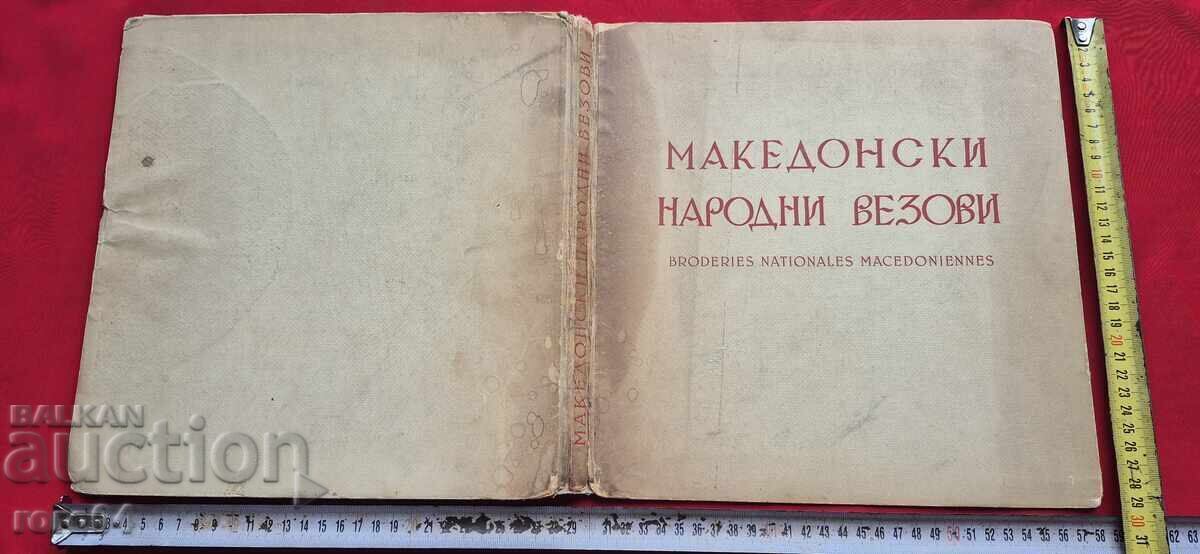 МАКЕДОНСКИ
НАРОДНИ ВЕЗОВИ
BRODERIES NATIONALES MACEDONIENNES
МАКЕДОНСКИ НАРОДНИ ВЕЗОВИ
BALKAN
auction